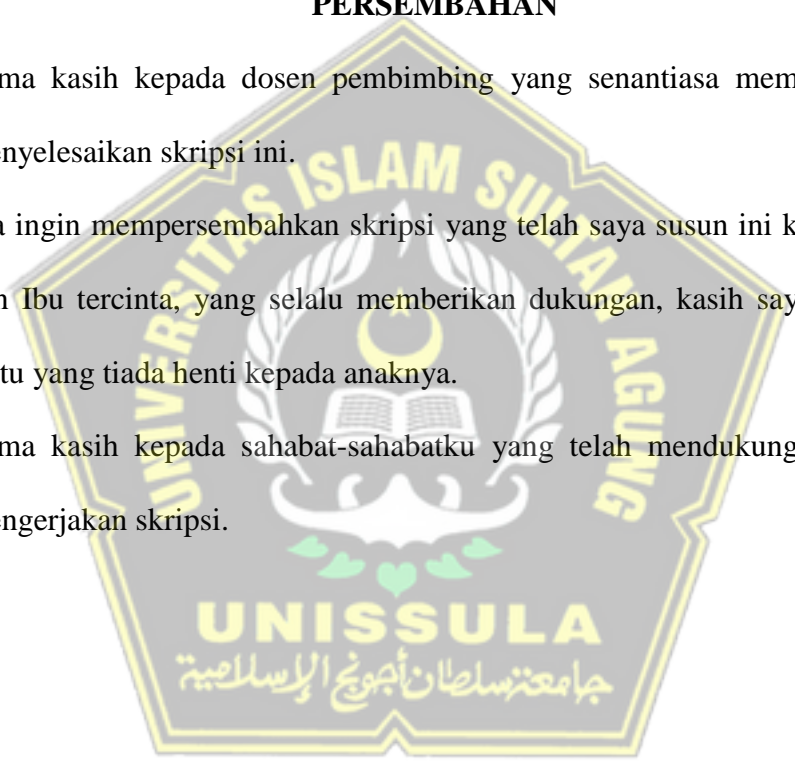 PERSEMBAHAN
ma kasih kepada dosen pembimbing yang senantiasa mem
enyelesaikan skripsi ini.
a ingin mempersembahkan skripsi yang telah saya susun ini k
n Ibu tercinta, yang selalu memberikan dukungan, kasih say
tu yang tiada henti kepada anaknya.
ma kasih kepada sahabat-sahabatku yang telah mendukung
engerjakan skripsi.
UNIVERSITAS ISLAM SULTAN AGUNG
UNISSULA
جامعة سلطان أجونج الإسلامية